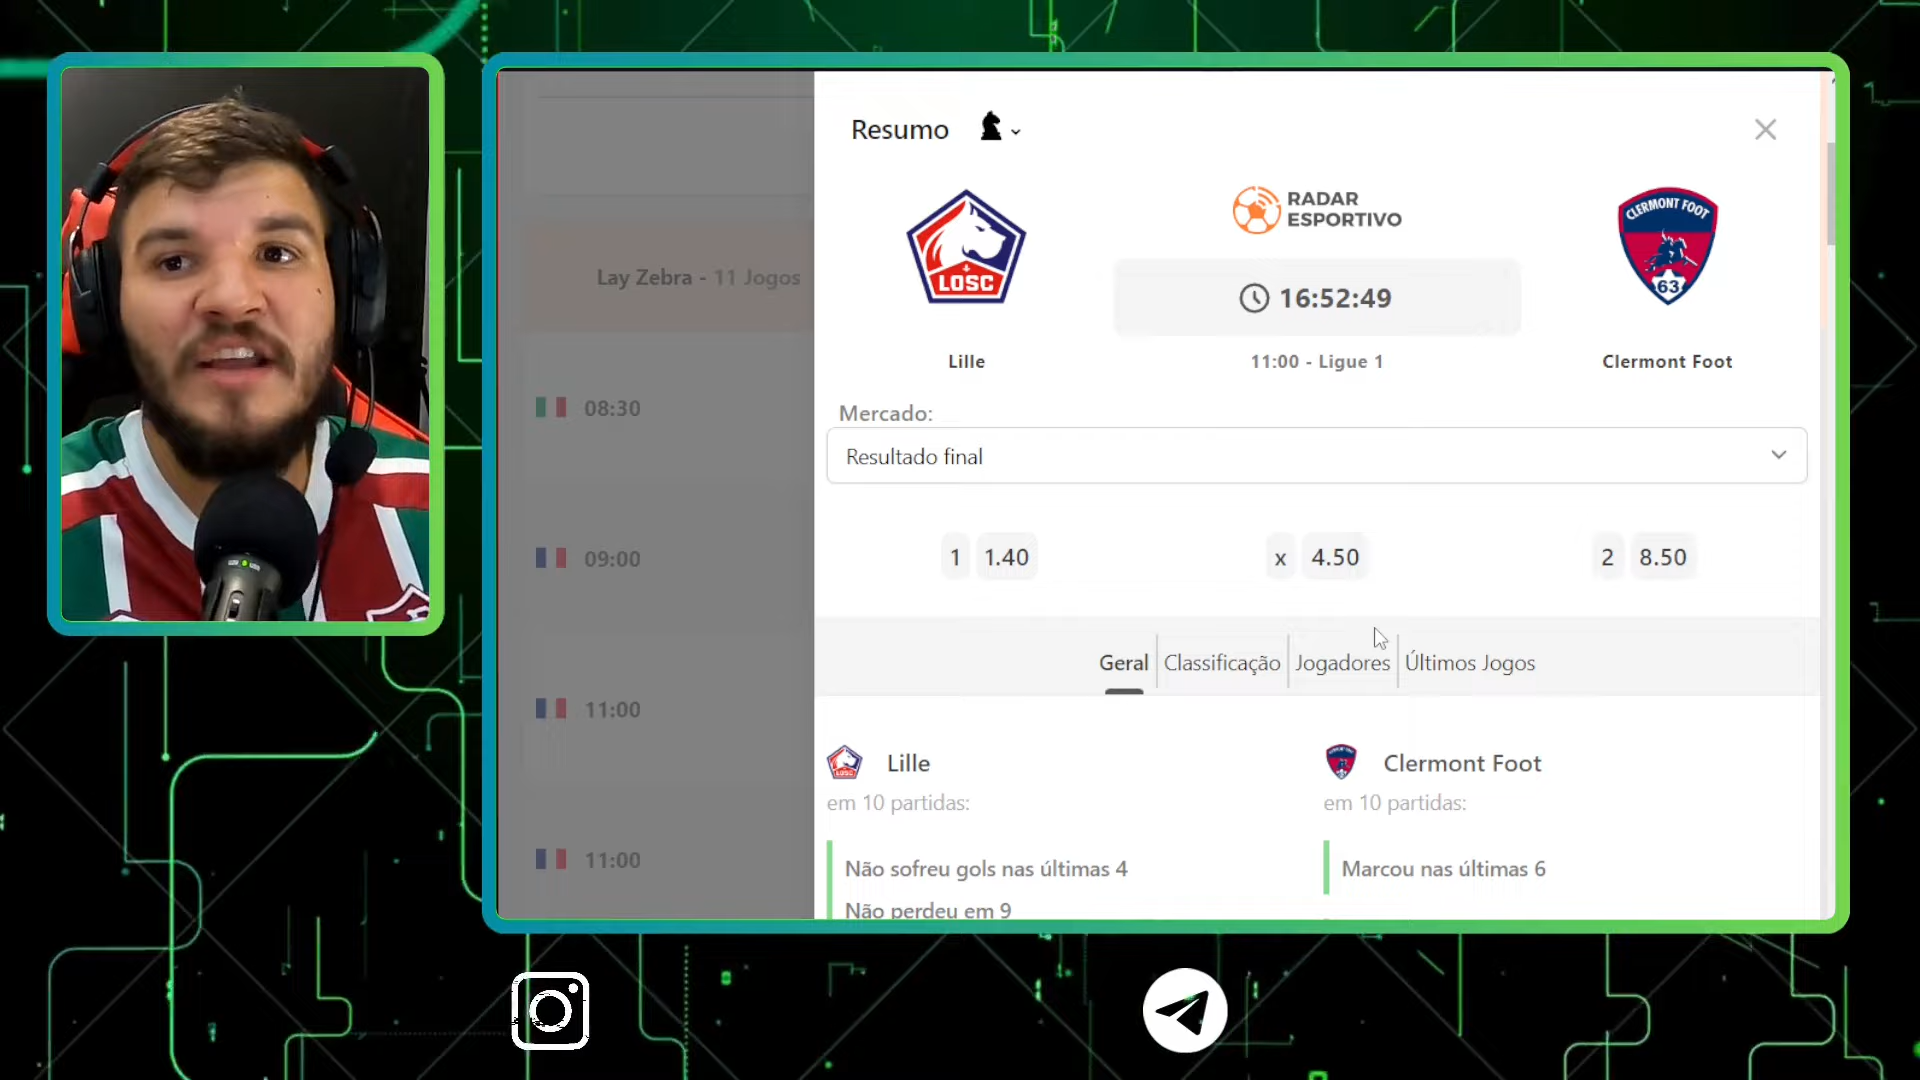 Resumo
RADAR
ESPORTIVO
LOSC
CLERMONT FOOT
63
16:52:49
Lille
11:00 - Ligue 1
Clermont Foot
Mercado:
Resultado final
1 1.40 x 4.50 2 8.50
Geral Classificação Jogadores Últimos Jogos
Lille
em 10 partidas:
Não sofreu gols nas últimas 4
Não perdeu em 9
Clermont Foot
em 10 partidas:
Marcou nas últimas 6
Lay Zebra - 11 Jogos
08:30
09:00
11:00
11:00